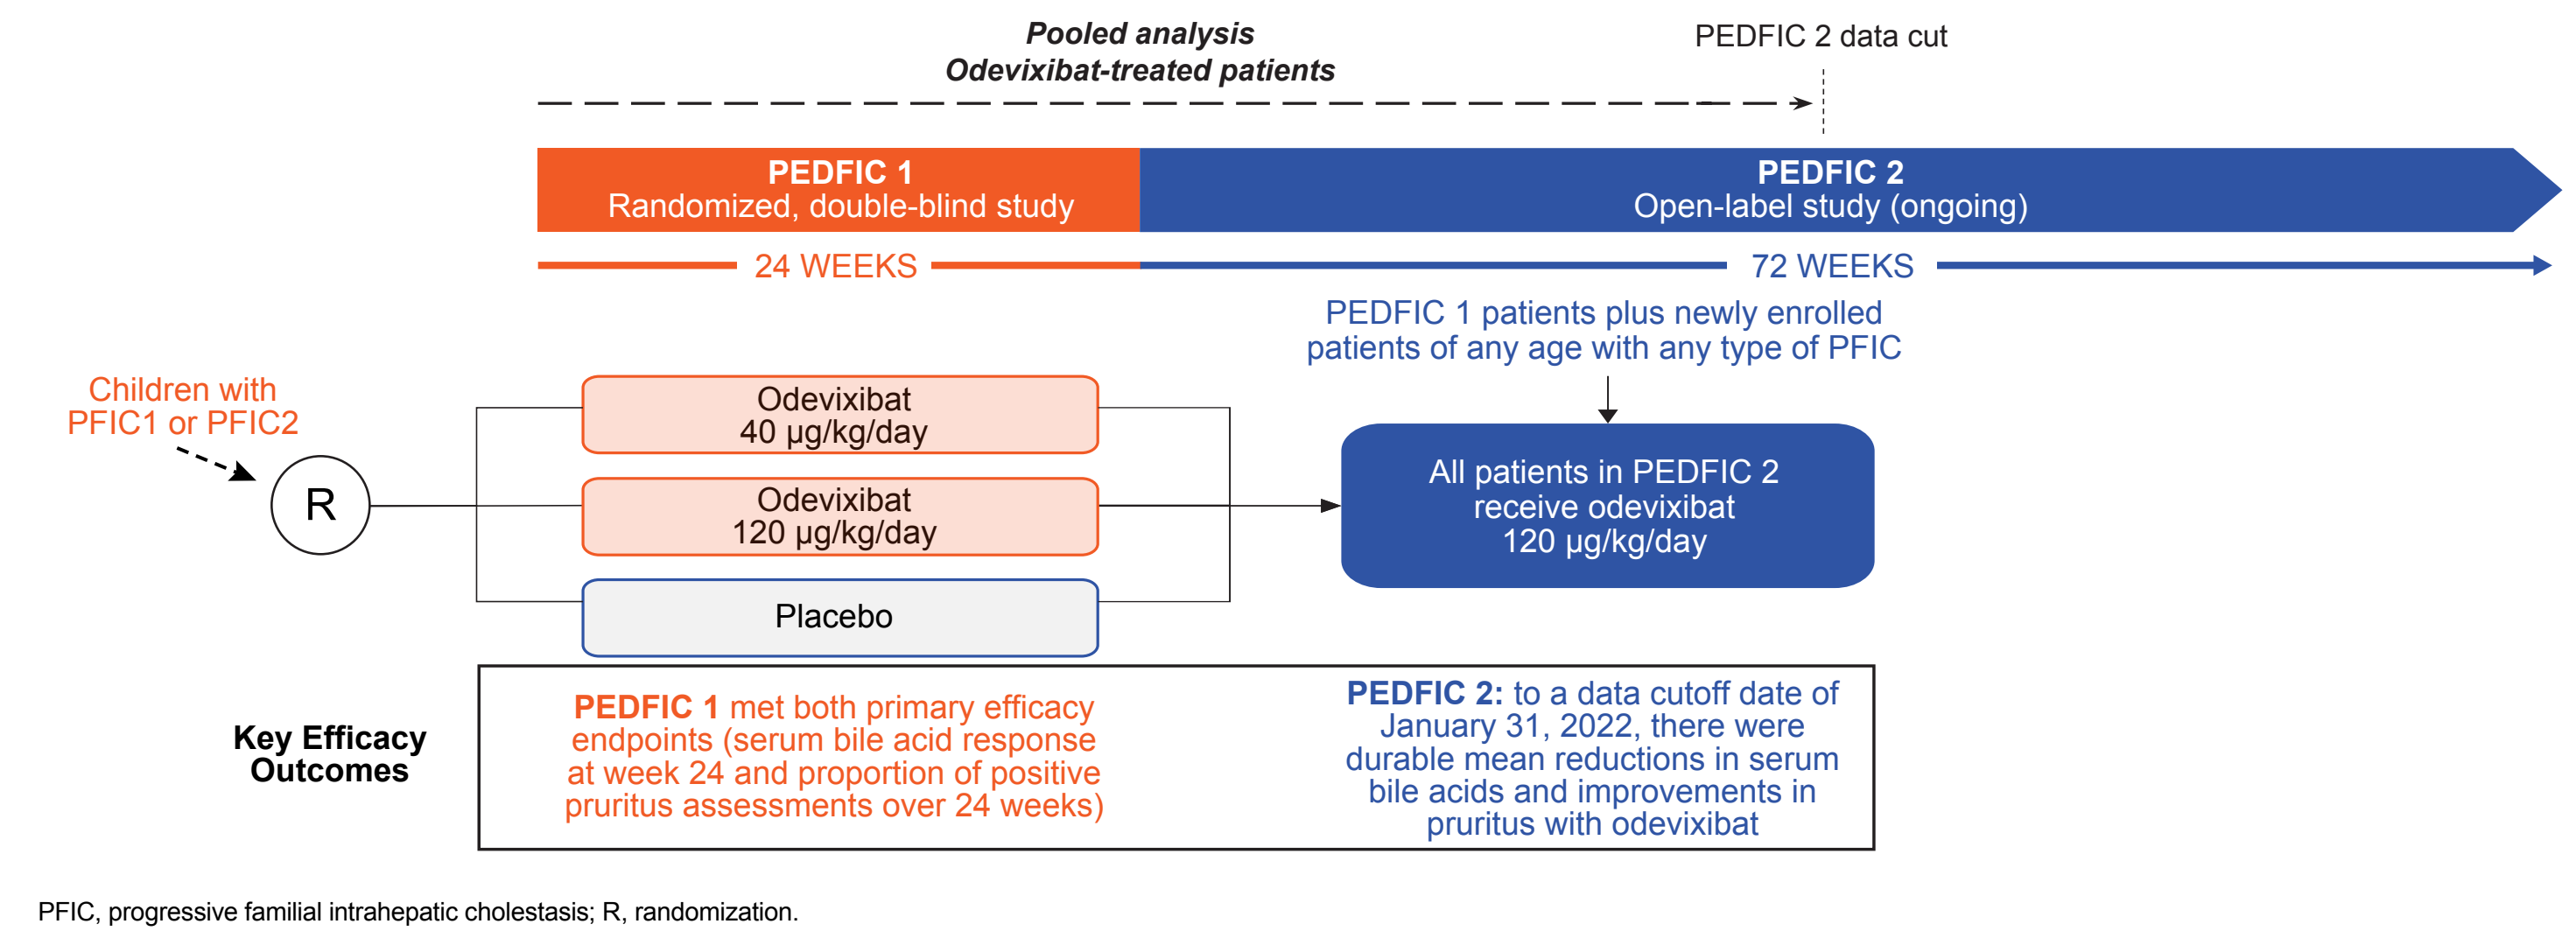 Pooled analysis
Odevixibat-treated patients
PEDFIC 2 data cut
PEDFIC 1
Randomized, double-blind study
PEDFIC 2
Open-label study (ongoing)
24 WEEKS
72 WEEKS
PEDFIC 1 patients plus newly enrolled
patients of any age with any type of PFIC
Children with
PFIC1 or PFIC2
R
Odevixibat
40 µg/kg/day
Odevixibat
120 µg/kg/day
Placebo
All patients in PEDFIC 2
receive odevixibat
120 µg/kg/day
Key Efficacy
Outcomes
PEDFIC 1 met both primary efficacy
endpoints (serum bile acid response
at week 24 and proportion of positive
pruritus assessments over 24 weeks)
PEDFIC 2: to a data cutoff date of
January 31, 2022, there were
durable mean reductions in serum
bile acids and improvements in
pruritus with odevixibat
PFIC, progressive familial intrahepatic cholestasis; R, randomization.